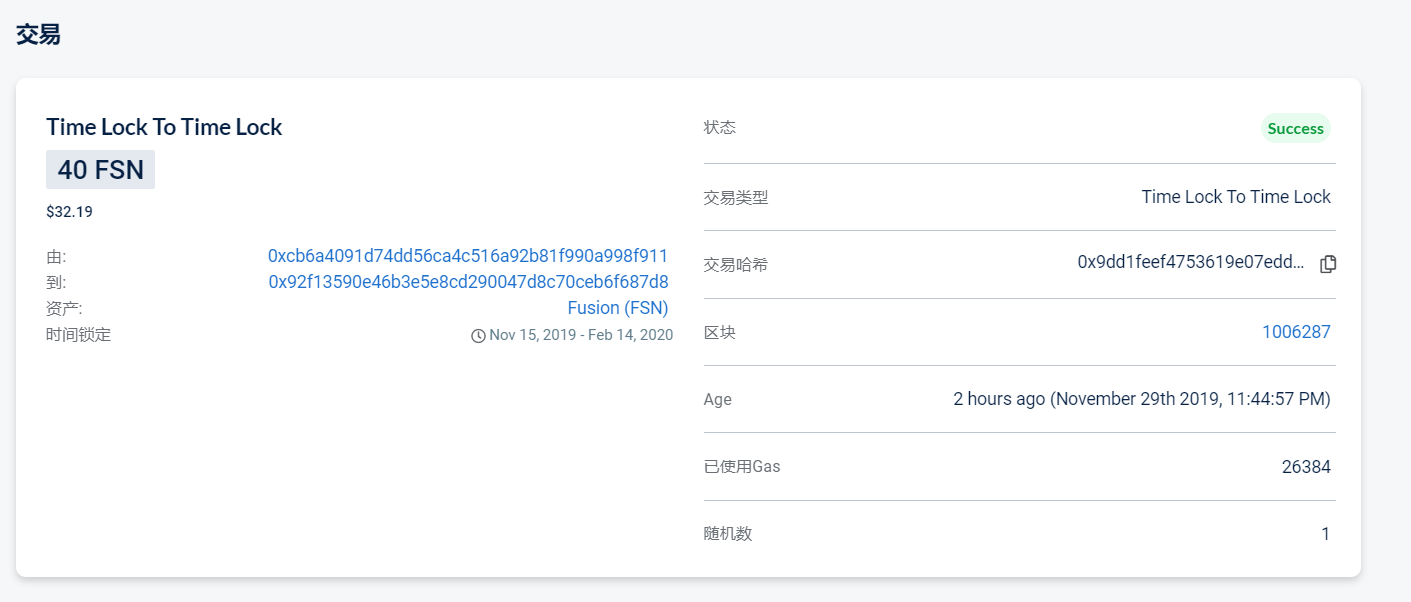 交易
Time Lock To Time Lock
40 FSN
$32.19
由: 0xcb6a4091d74dd56ca4c516a92b81f990a998f911
到: 0x92f13590e46b3e5e8cd290047d8c70ceb6f687d8
资产: Fusion (FSN)
时间锁定 Nov 15, 2019 - Feb 14, 2020
状态 Success
交易类型 Time Lock To Time Lock
交易哈希 0x9dd1feef4753619e07edd...
区块 1006287
Age 2 hours ago (November 29th 2019, 11:44:57 PM)
已使用Gas 26384
随机数 1